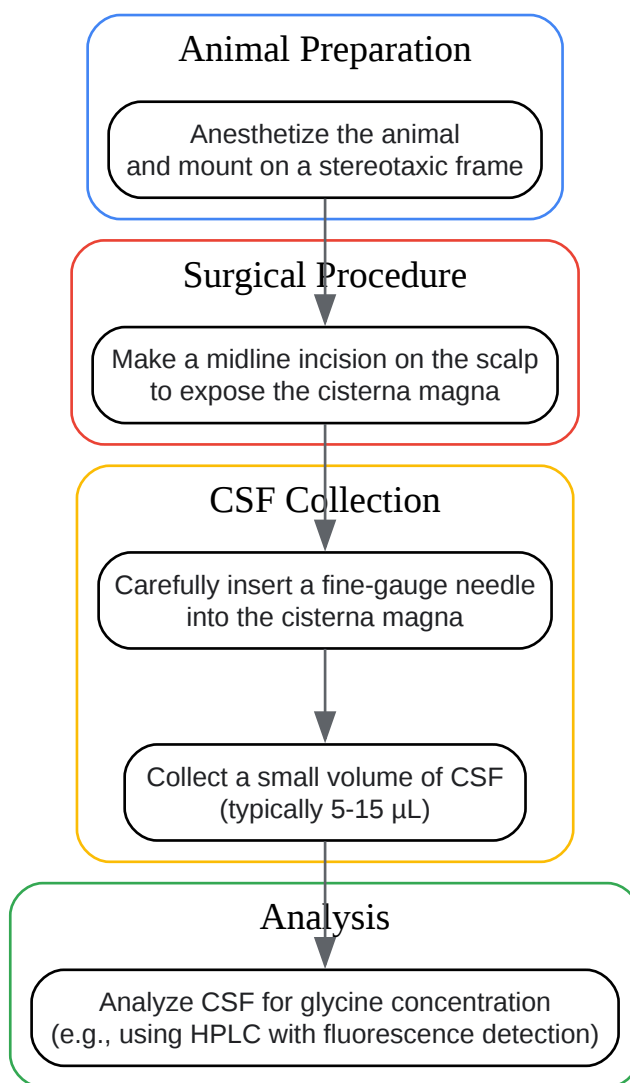 Animal Preparation
Anesthetize the animal
and mount on a stereotaxic frame
Surgical Procedure
Make a midline incision on the scalp
to expose the cisterna magna
CSF Collection
Carefully insert a fine-gauge needle
into the cisterna magna
Collect a small volume of CSF
(typically 5-15 µL)
Analysis
Analyze CSF for glycine concentration
(e.g., using HPLC with fluorescence detection)